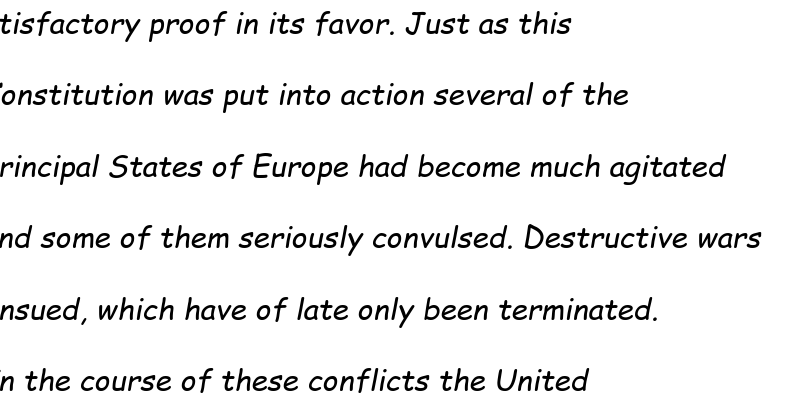 tisfactory proof in its favor. Just as this
onstitution was put into action several of the
rincipal States of Europe had become much agitated
nd some of them seriously convulsed. Destructive wars
nsued, which have of late only been terminated.
n the course of these conflicts the United